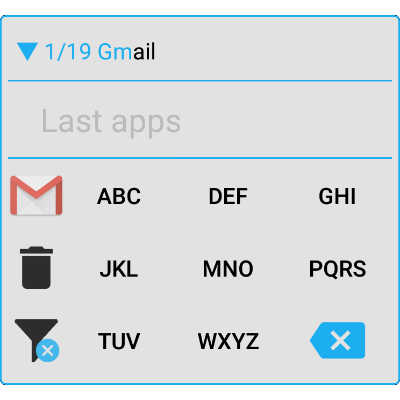 ▼ 1/19 Gmail
Last apps
ABC DEF GHI
JKL MNO PQRS
TUV WXYZ